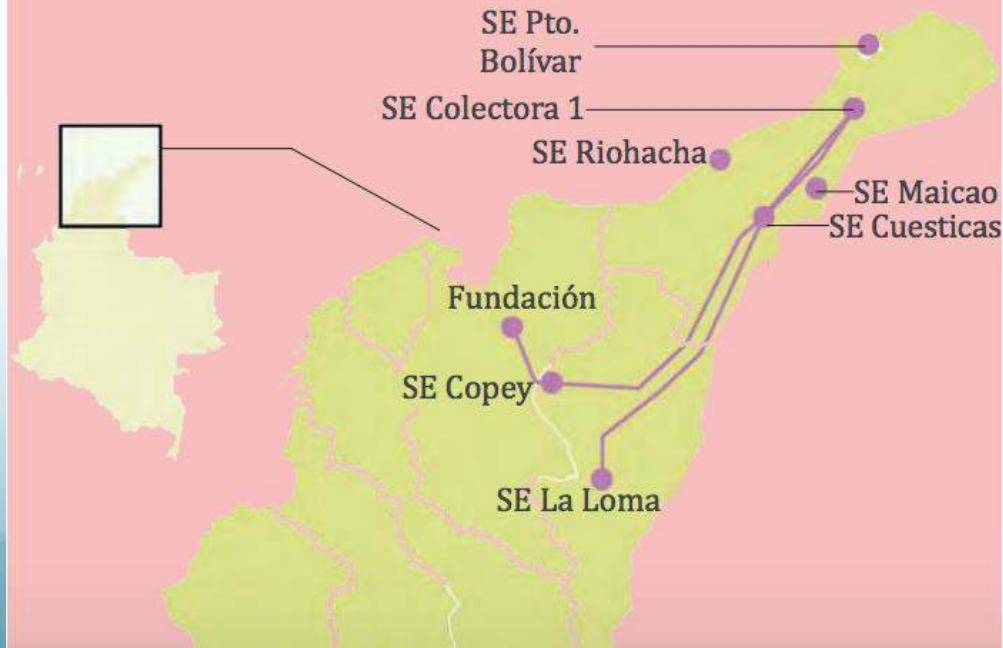 SE Pto.
Bolívar
SE Colectora 1
SE Riohacha
SE Maicao
SE Cuesticas
Fundación
SE Copey
SE La Loma